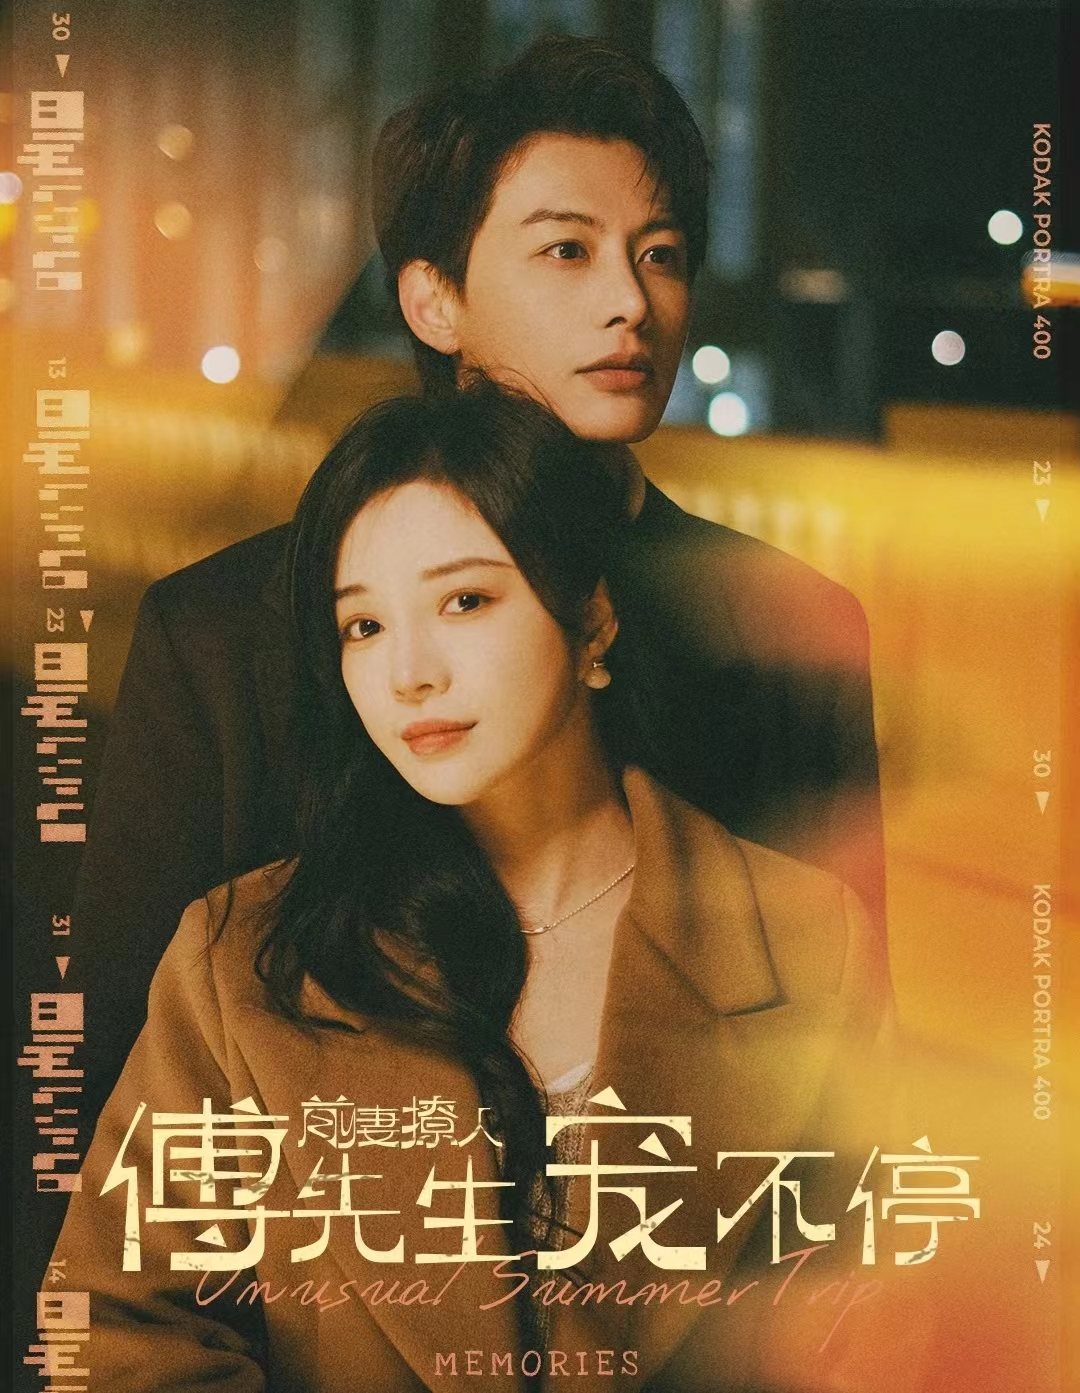 30
13
23
31
14
KODAK PORTRA 400
23
30
KODAK PORTRA 400
24
前妻撩人
傅先生宠不停
Unusual Summer Trip
MEMORIES